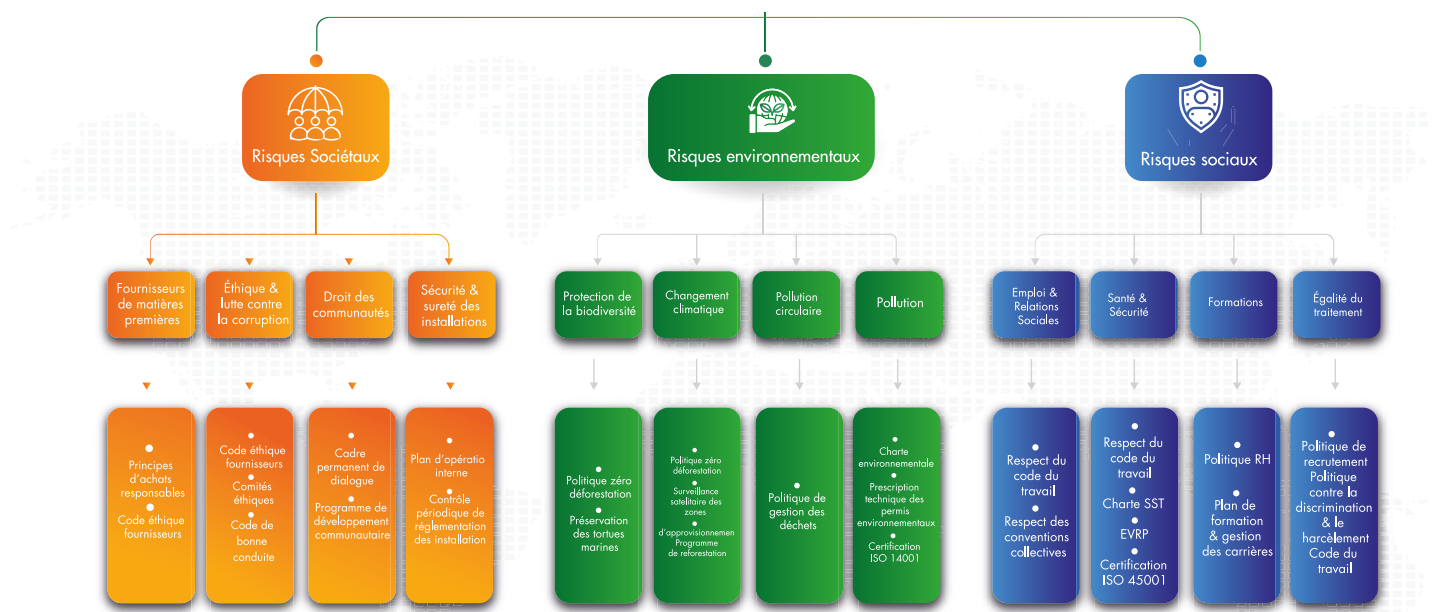 Risques Sociétaux
Risques environnementaux
Risques sociaux
Fournisseurs
de matières
premières
Éthique &
lutte contre
la corruption
Droit des
communautés
Sécurité &
sureté des
installations
Protection de
la biodiversité
Changement
climatique
Pollution
circulaire
Pollution
Emploi &
Relations
Sociales
Santé &
Sécurité
Formations
Égalité du
traitement
Principes
d'achats
responsables
Code éthique
fournisseurs
Code éthique
fournisseurs
Comités
éthiques
Code de
bonne
conduite
Cadre
permanent de
dialogue
Programme de
développement
communautaire
Plan d'opératio
interne
Contrôle
périodique de
réglementation
des installation
Politique zéro
déforestation
Préservation
des tortues
marines
Politique zéro
déforestation
Surveillance
satellitaire des
zones
d'approvisionnemen
Programme
de reforestation
Politique de
gestion des
déchets
Charte
environnementale
Prescription
technique des
permis
environnementaux
Certification
ISO 14001
Respect du
code du
travail
Respect des
conventions
collectives
Respect du
code du
travail
Charte SST
EVRP
Certification
ISO 45001
Politique RH
Plan de
formation
& gestion
des carrières
Politique de
recrutement
Politique
contre la
discrimination
& le
harcèlement
Code du
travail